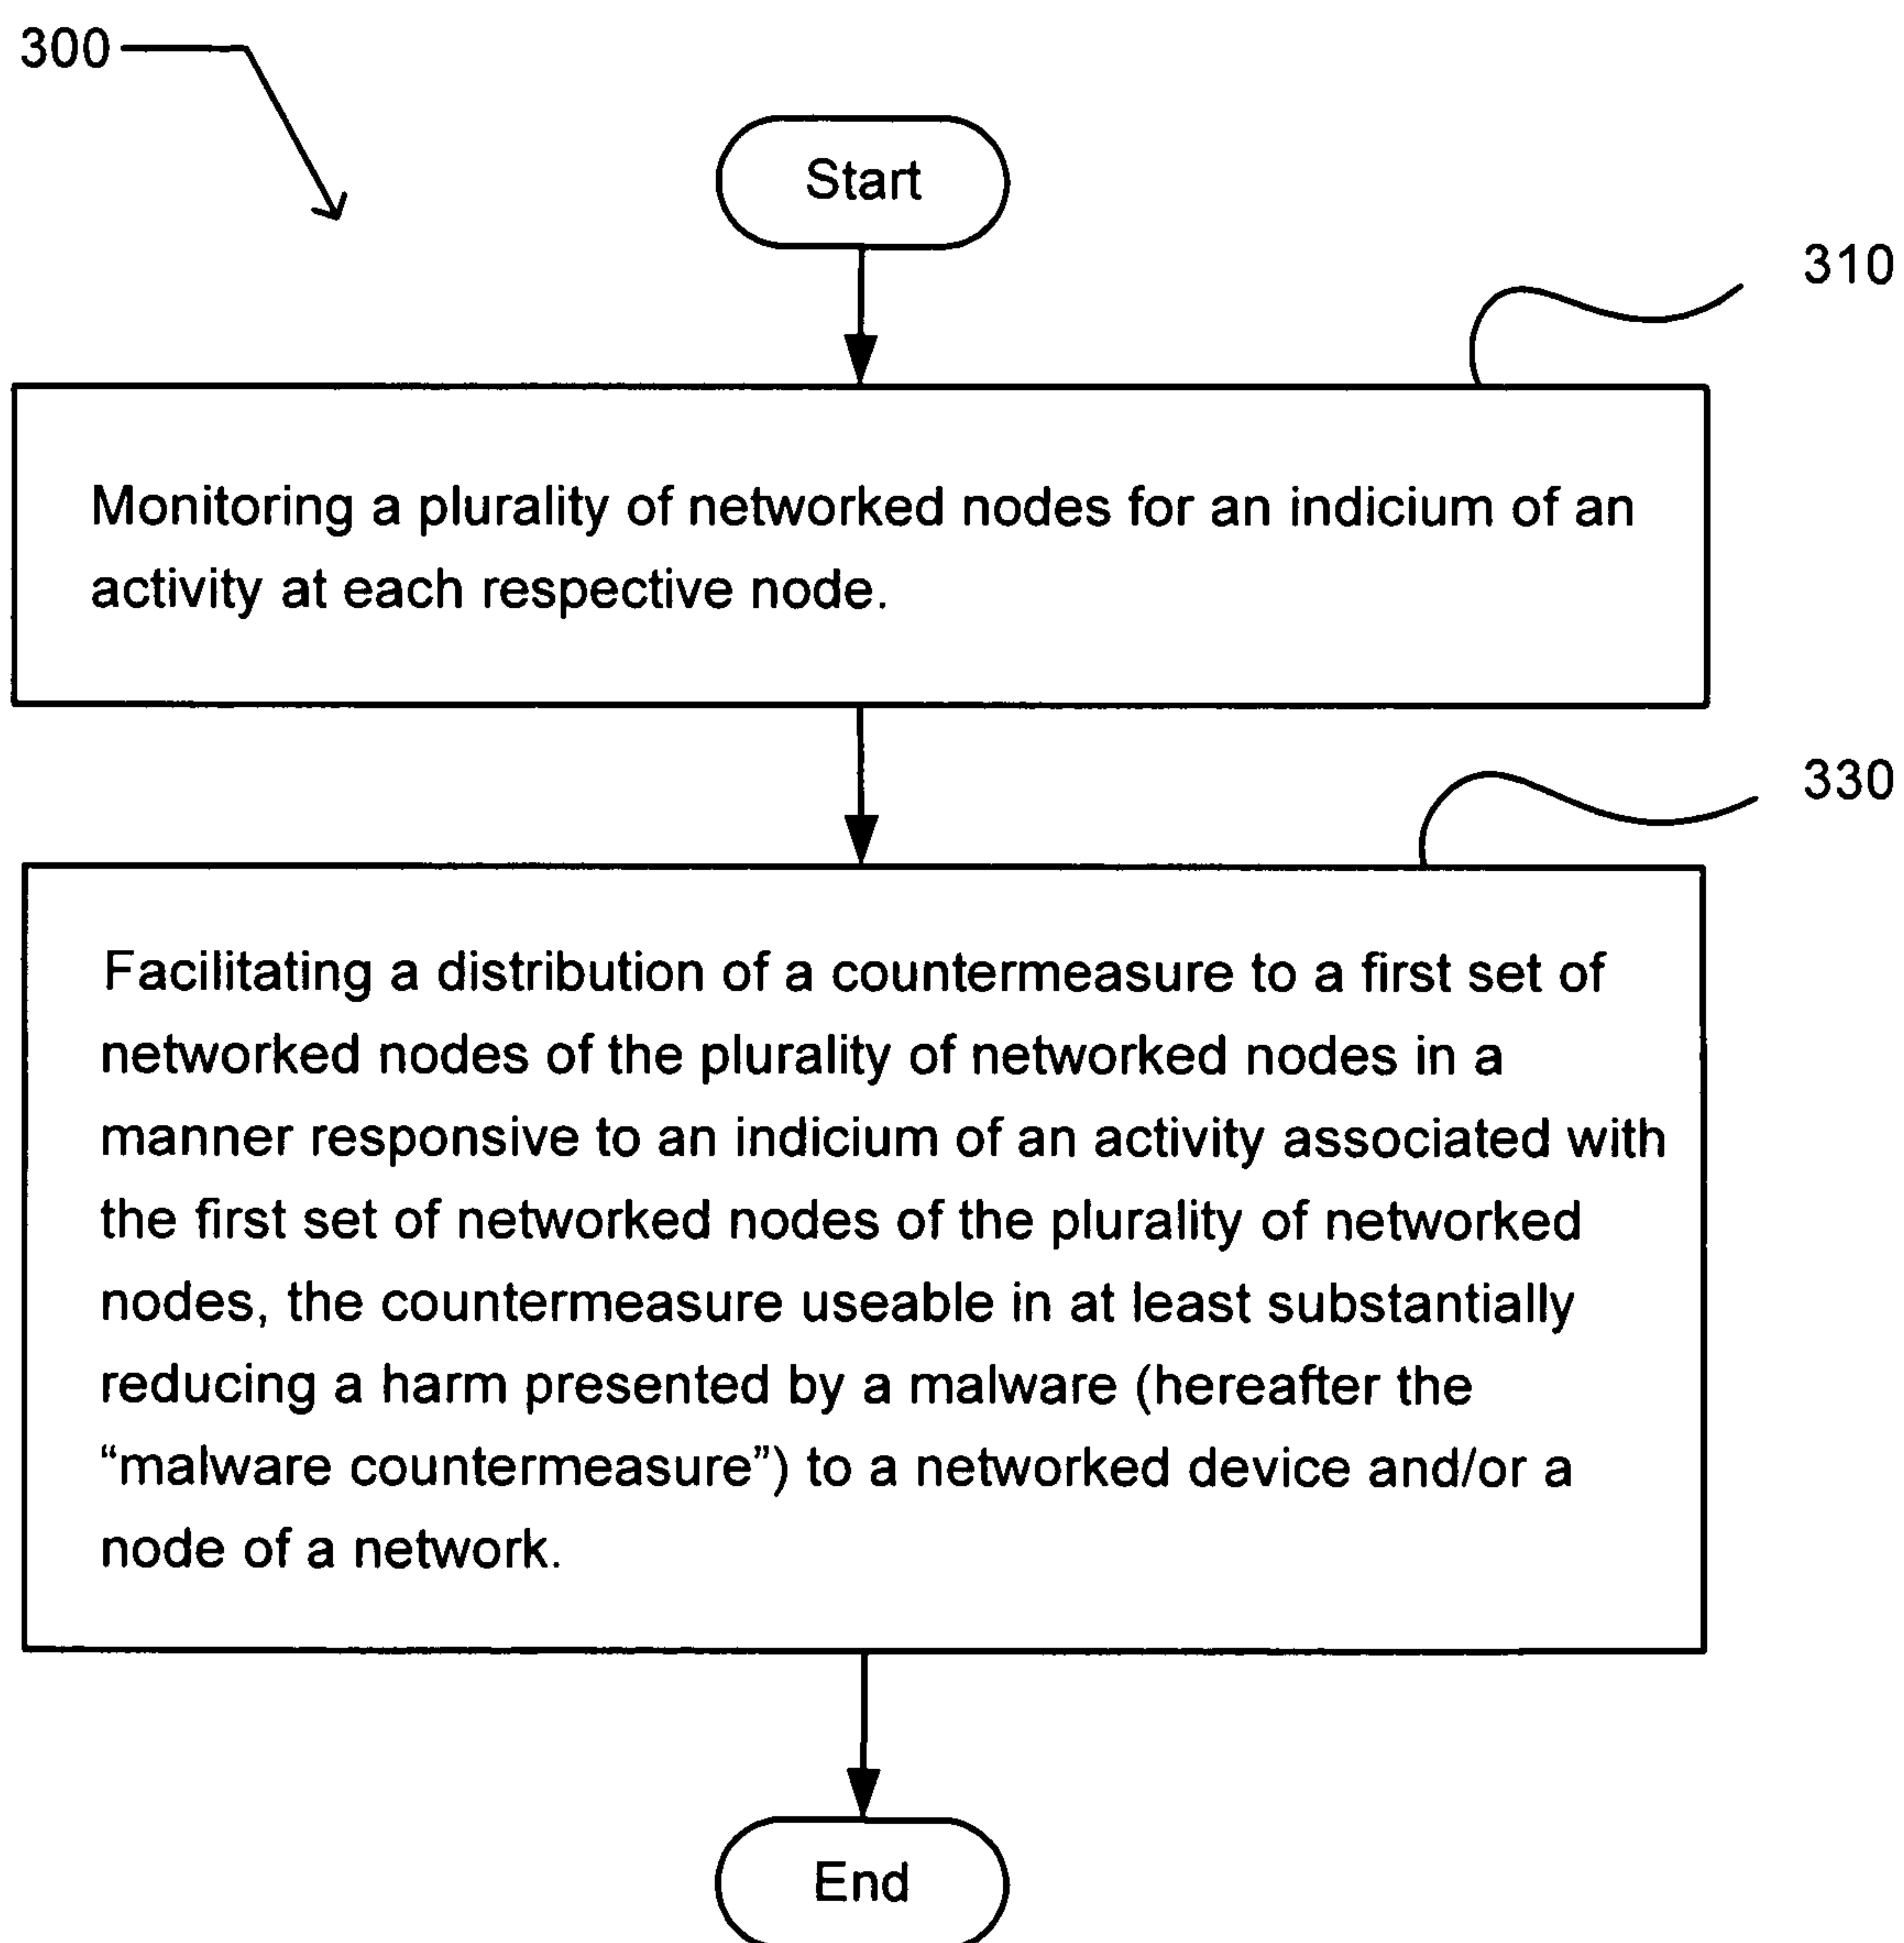 300
Start
310
Monitoring a plurality of networked nodes for an indicium of an
activity at each respective node.
330
Facilitating a distribution of a countermeasure to a first set of
networked nodes of the plurality of networked nodes in a
manner responsive to an indicium of an activity associated with
the first set of networked nodes of the plurality of networked
nodes, the countermeasure useable in at least substantially
reducing a harm presented by a malware (hereafter the
“malware countermeasure”) to a networked device and/or a
node of a network.
End